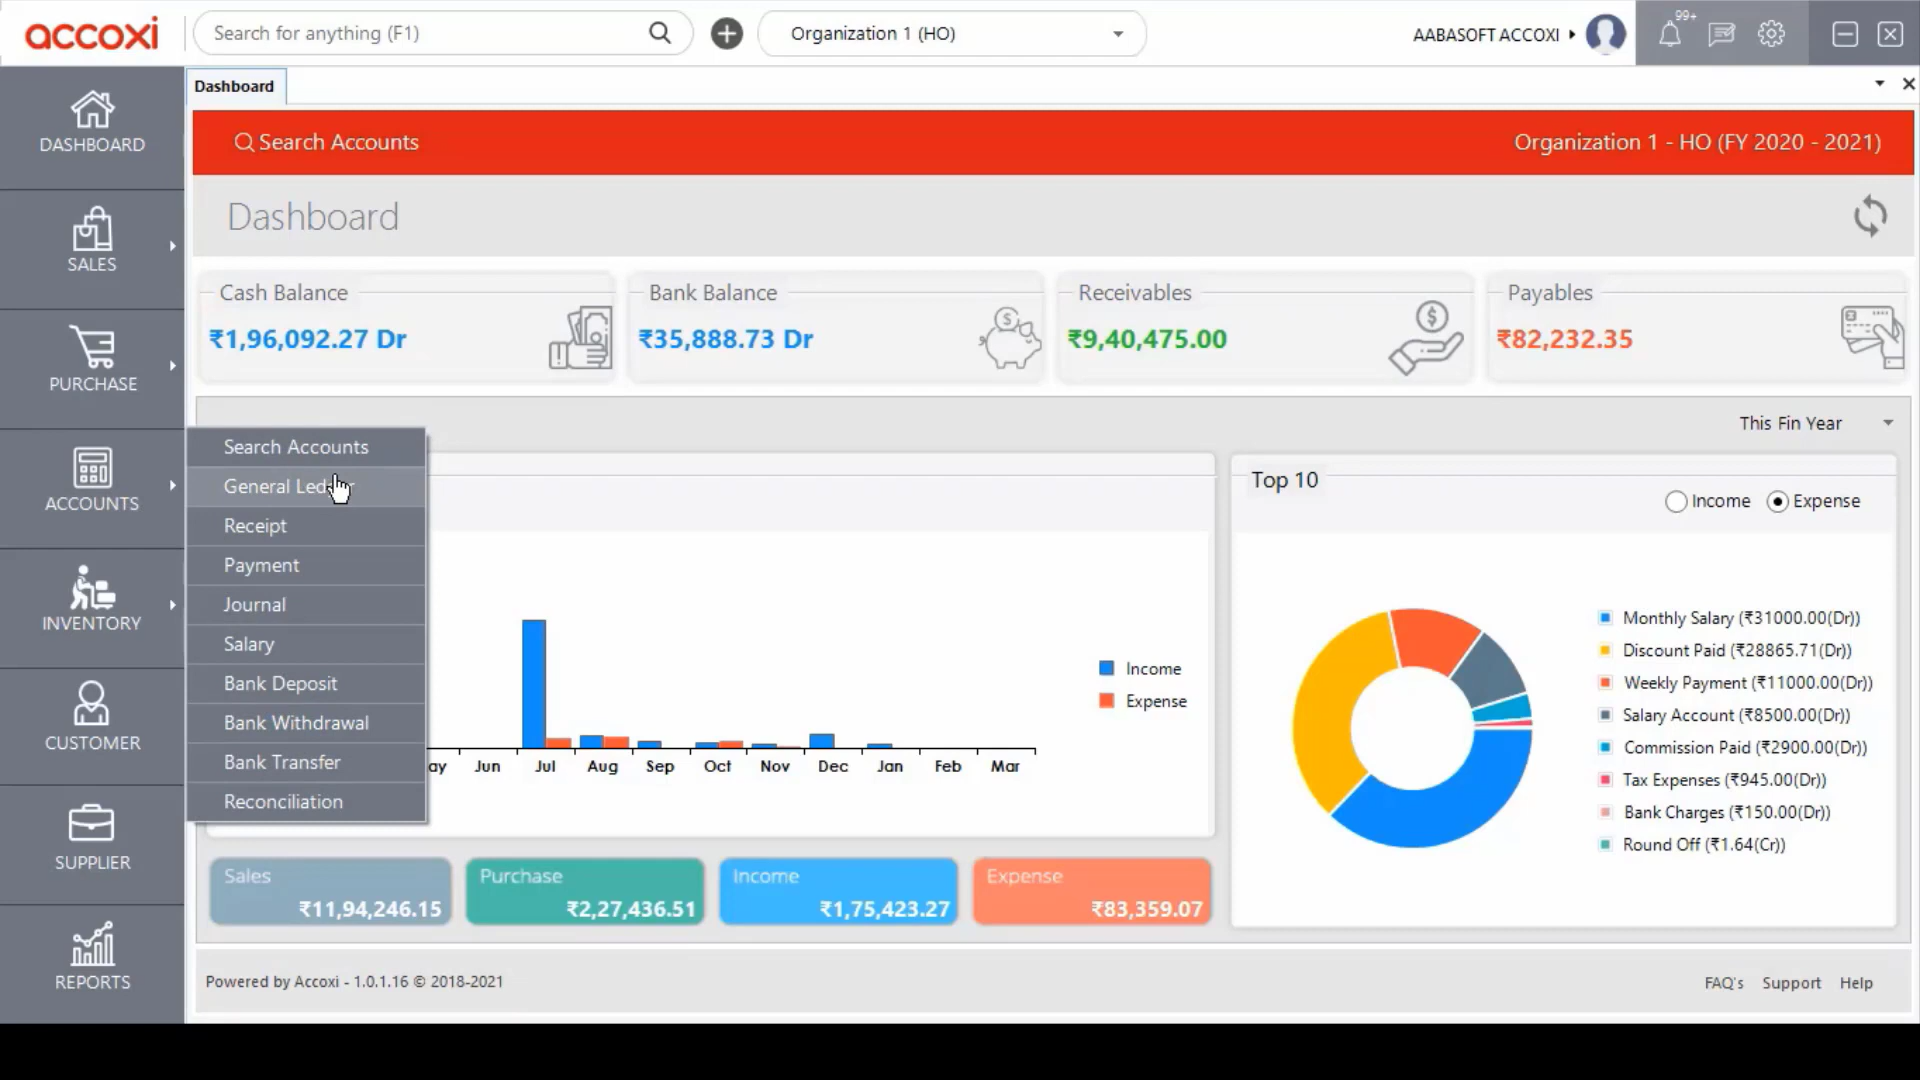 accoxi
Search for anything (F1)
Organization 1 (HO)
AABASOFT ACCOXI
99+
Dashboard
DASHBOARD
SALES
PURCHASE
ACCOUNTS
INVENTORY
CUSTOMER
SUPPLIER
REPORTS
Search Accounts
Organization 1 - HO (FY 2020 - 2021)
Dashboard
Cash Balance
₹1,96,092.27 Dr
Bank Balance
₹35,888.73 Dr
Receivables
₹9,40,475.00
Payables
₹82,232.35
This Fin Year
Search Accounts
General Ledger
Receipt
Payment
Journal
Salary
Bank Deposit
Bank Withdrawal
Bank Transfer
Reconciliation
Income
Expense
ay Jun Jul Aug Sep Oct Nov Dec Jan Feb Mar
Top 10
Income Expense
Monthly Salary (₹31000.00(Dr))
Discount Paid (₹28865.71(Dr))
Weekly Payment (₹11000.00(Dr))
Salary Account (₹8500.00(Dr))
Commission Paid (₹2900.00(Dr))
Tax Expenses (₹945.00(Dr))
Bank Charges (₹150.00(Dr))
Round Off (₹1.64(Cr))
Sales
₹11,94,246.15
Purchase
₹2,27,436.51
Income
₹1,75,423.27
Expense
₹83,359.07
Powered by Accoxi - 1.0.1.16 © 2018-2021
FAQ's Support Help